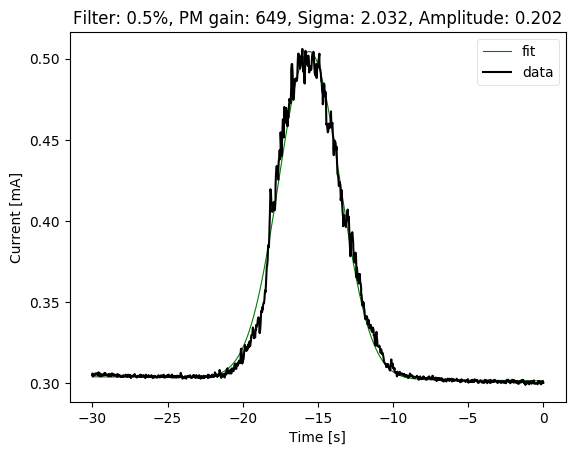 Filter: 0.5%, PM gain: 649, Sigma: 2.032, Amplitude: 0.202
fit
data
0.50
0.45
0.40
0.35
0.30
Current [mA]
−30
−25
−20
−15
−10
−5
0
Time [s]